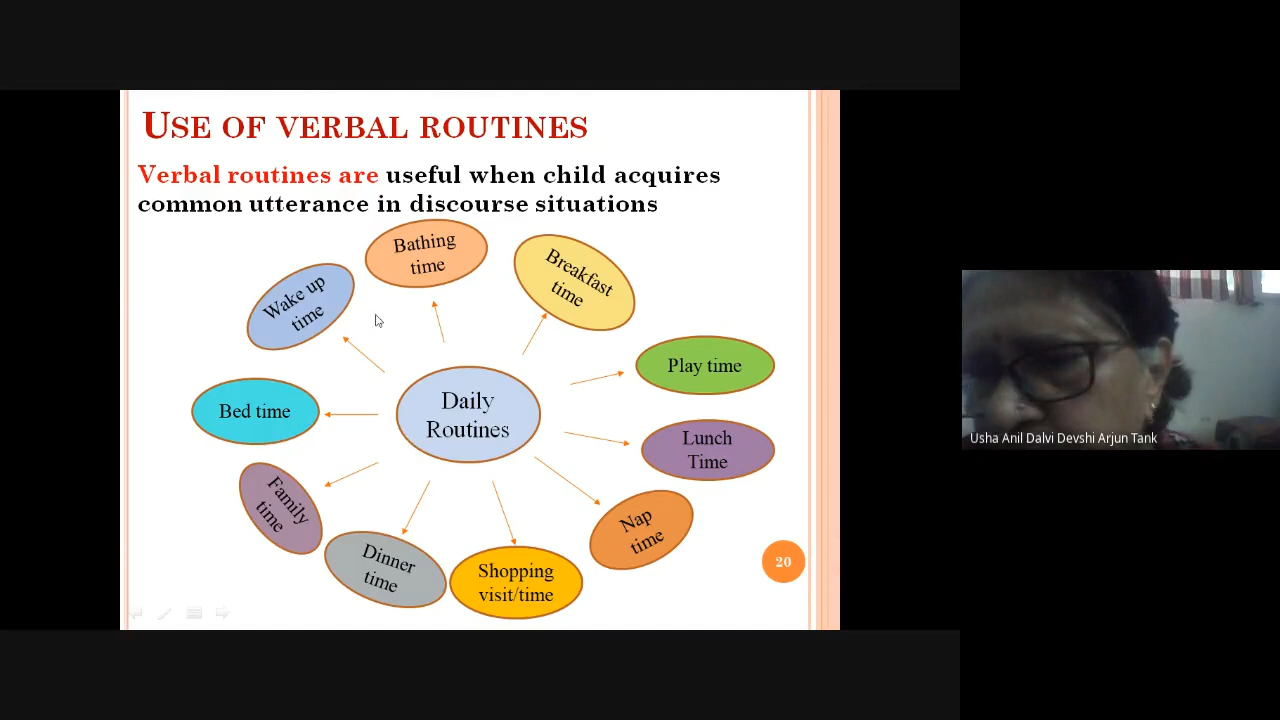 USE OF VERBAL ROUTINES
Verbal routines are useful when child acquires
common utterance in discourse situations
Bathing
time
Breakfast
time
Wake up
time
Play time
Daily
Routines
Bed time
Lunch
Time
Family
time
Nap
time
Dinner
time
Shopping
visit/time
20
Usha Anil Dalvi Devshi Arjun Tank